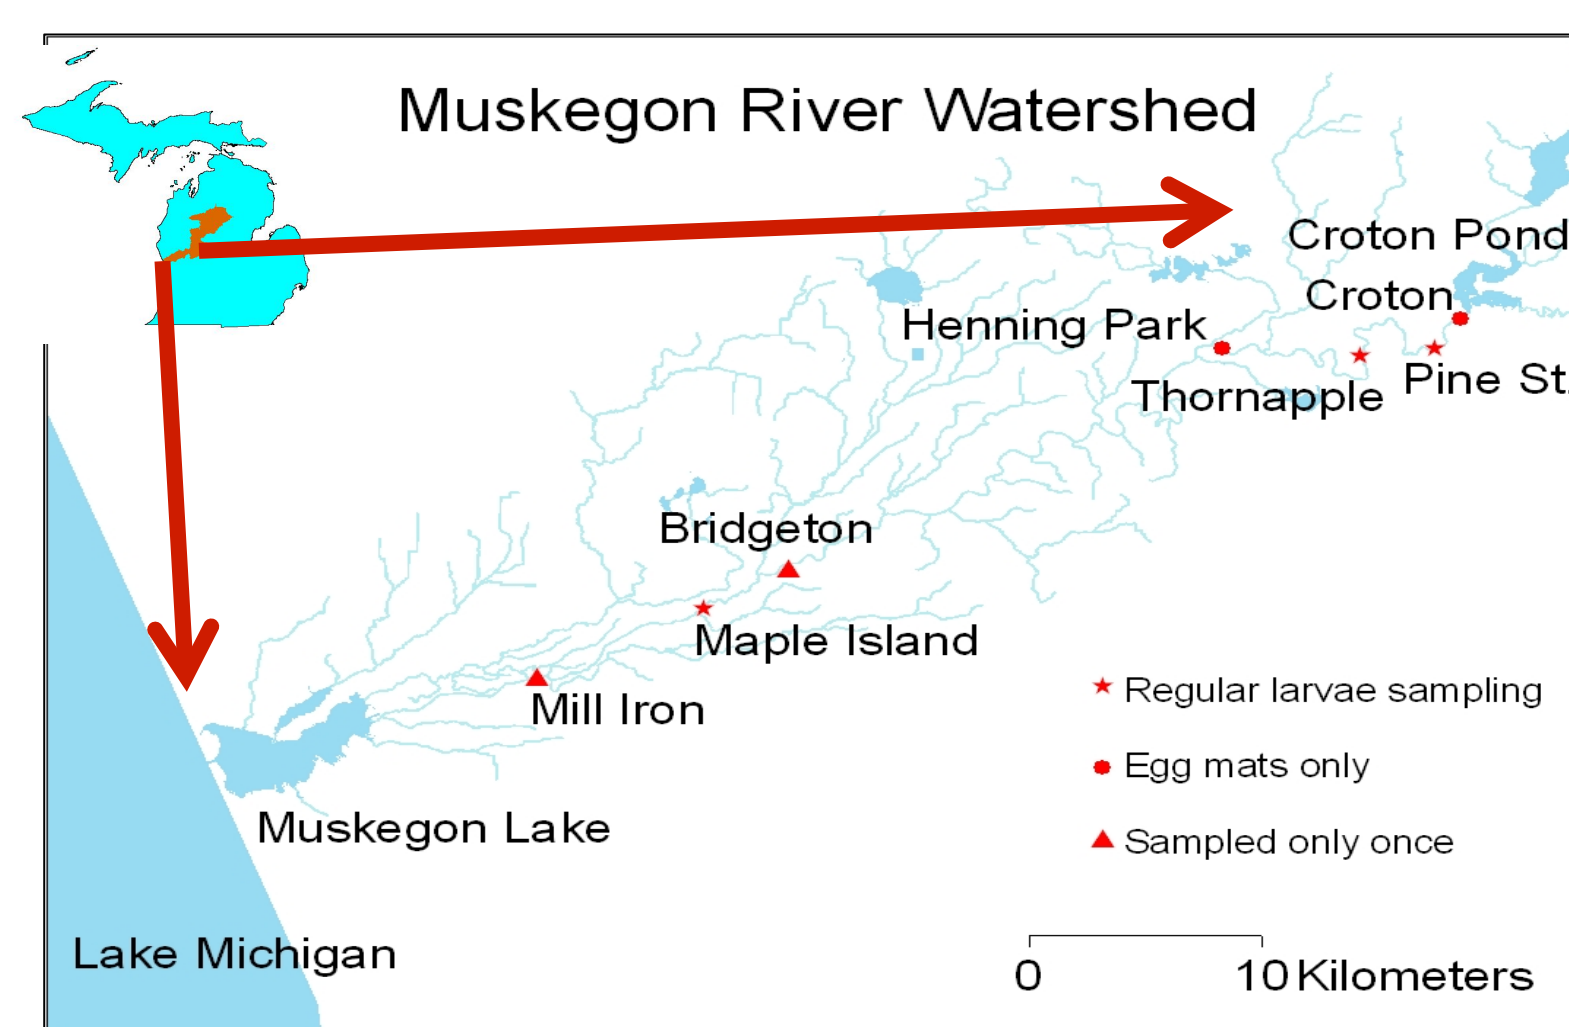 Muskegon River Watershed
Croton Pond
Croton
Henning Park
Thornapple
Pine St.
Bridgeton
Maple Island
Mill Iron
Regular larvae sampling
Egg mats only
Sampled only once
Muskegon Lake
Lake Michigan
0 10 Kilometers